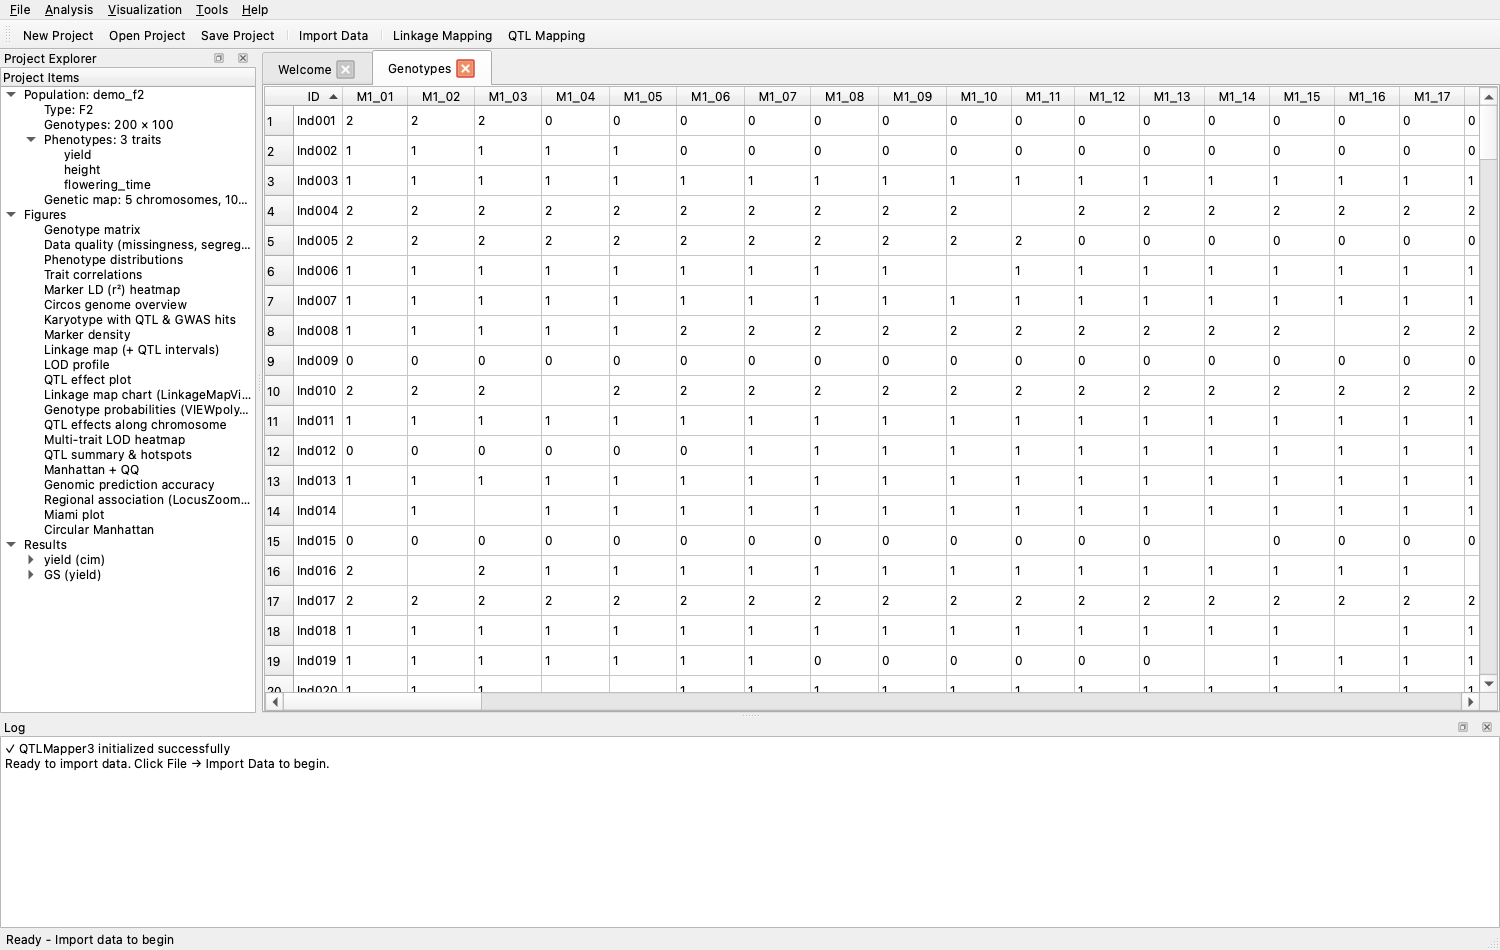 File Analysis Visualization Tools Help
New Project Open Project Save Project Import Data Linkage Mapping QTL Mapping
Project Explorer
Project Items
Population: demo_f2
Type: F2
Genotypes: 200 × 100
Phenotypes: 3 traits
yield
height
flowering_time
Genetic map: 5 chromosomes, 10...
Figures
Genotype matrix
Data quality (missingness, segreg...
Phenotype distributions
Trait correlations
Marker LD (r²) heatmap
Circos genome overview
Karyotype with QTL & GWAS hits
Marker density
Linkage map (+ QTL intervals)
LOD profile
QTL effect plot
Linkage map chart (LinkageMapVi...
Genotype probabilities (VIEWpoly...
QTL effects along chromosome
Multi-trait LOD heatmap
QTL summary & hotspots
Manhattan + QQ
Genomic prediction accuracy
Regional association (LocusZoom...
Miami plot
Circular Manhattan
Results
yield (cim)
GS (yield)
Welcome Genotypes
ID M1_01 M1_02 M1_03 M1_04 M1_05 M1_06 M1_07 M1_08 M1_09 M1_10 M1_11 M1_12 M1_13 M1_14 M1_15 M1_16 M1_17
1 Ind001 2 2 2 0 0 0 0 0 0 0 0 0 0 0 0 0 0 0
2 Ind002 1 1 1 1 1 0 0 0 0 0 0 0 0 0 0 0 0 0
3 Ind003 1 1 1 1 1 1 1 1 1 1 1 1 1 1 1 1 1 1
4 Ind004 2 2 2 2 2 2 2 2 2 2 2 2 2 2 2 2 2
5 Ind005 2 2 2 2 2 2 2 2 2 2 2 0 0 0 0 0 0 0
6 Ind006 1 1 1 1 1 1 1 1 1 1 1 1 1 1 1 1 1
7 Ind007 1 1 1 1 1 1 1 1 1 1 1 1 1 1 1 1 1 1
8 Ind008 1 1 1 1 1 2 2 2 2 2 2 2 2 2 2 2 2
9 Ind009 0 0 0 0 0 0 0 0 0 0 0 0 0 0 0 0 0 0
10 Ind010 2 2 2 2 2 2 2 2 2 2 2 2 2 2 2 2 2
11 Ind011 1 1 1 1 1 1 1 1 1 1 1 1 1 1 1 1 1 1
12 Ind012 0 0 0 0 0 0 1 1 1 1 1 1 1 1 1 1 1 1
13 Ind013 1 1 1 1 1 1 1 1 1 1 1 1 1 1 1 1 1 1
14 Ind014 1 1 1 1 1 1 1 1 1 1 1 1 1 1 1 1
15 Ind015 0 0 0 0 0 0 0 0 0 0 0 0 0 0 0 0 0
16 Ind016 2 2 1 1 1 1 1 1 1 1 1 1 1 1 1 1
17 Ind017 2 2 2 2 2 2 2 2 2 2 2 2 2 2 2 2 2 2
18 Ind018 1 1 1 1 1 1 1 1 1 1 1 1 1 1 1 1 1
19 Ind019 1 1 1 1 1 1 1 0 0 0 0 0 0 1 1 1 1
20 Ind020 1 1 1 1 1 1 1 1 1 1 1 1 1 1 1 1
Log
✓ QTLMapper3 initialized successfully
Ready to import data. Click File → Import Data to begin.
Ready - Import data to begin